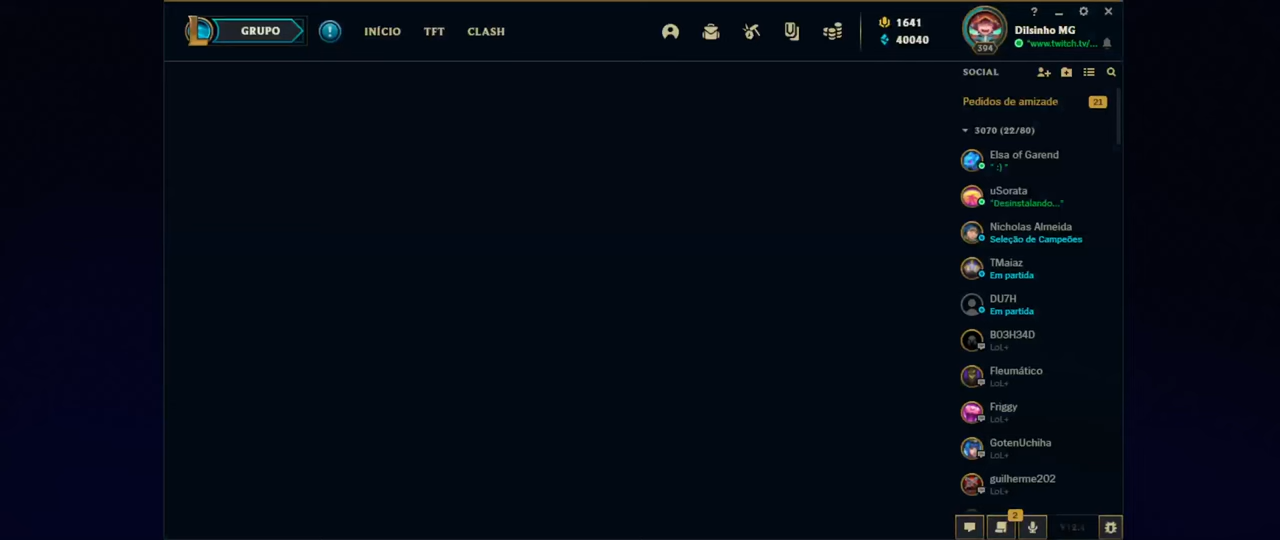 GRUPO
INÍCIO
TFT
CLASH
1641
40040
394
?
Dilsinho MG
"www.twitch.tv/...
SOCIAL
Pedidos de amizade
21
3070 (22/80)
Elsa of Garend
" :) "
uSorata
"Desinstalando..."
Nicholas Almeida
Seleção de Campeões
TMaiaz
Em partida
DU7H
Em partida
B03H34D
LoL+
Fleumático
LoL+
Friggy
LoL+
GotenUchiha
LoL+
guilherme202
LoL+
2